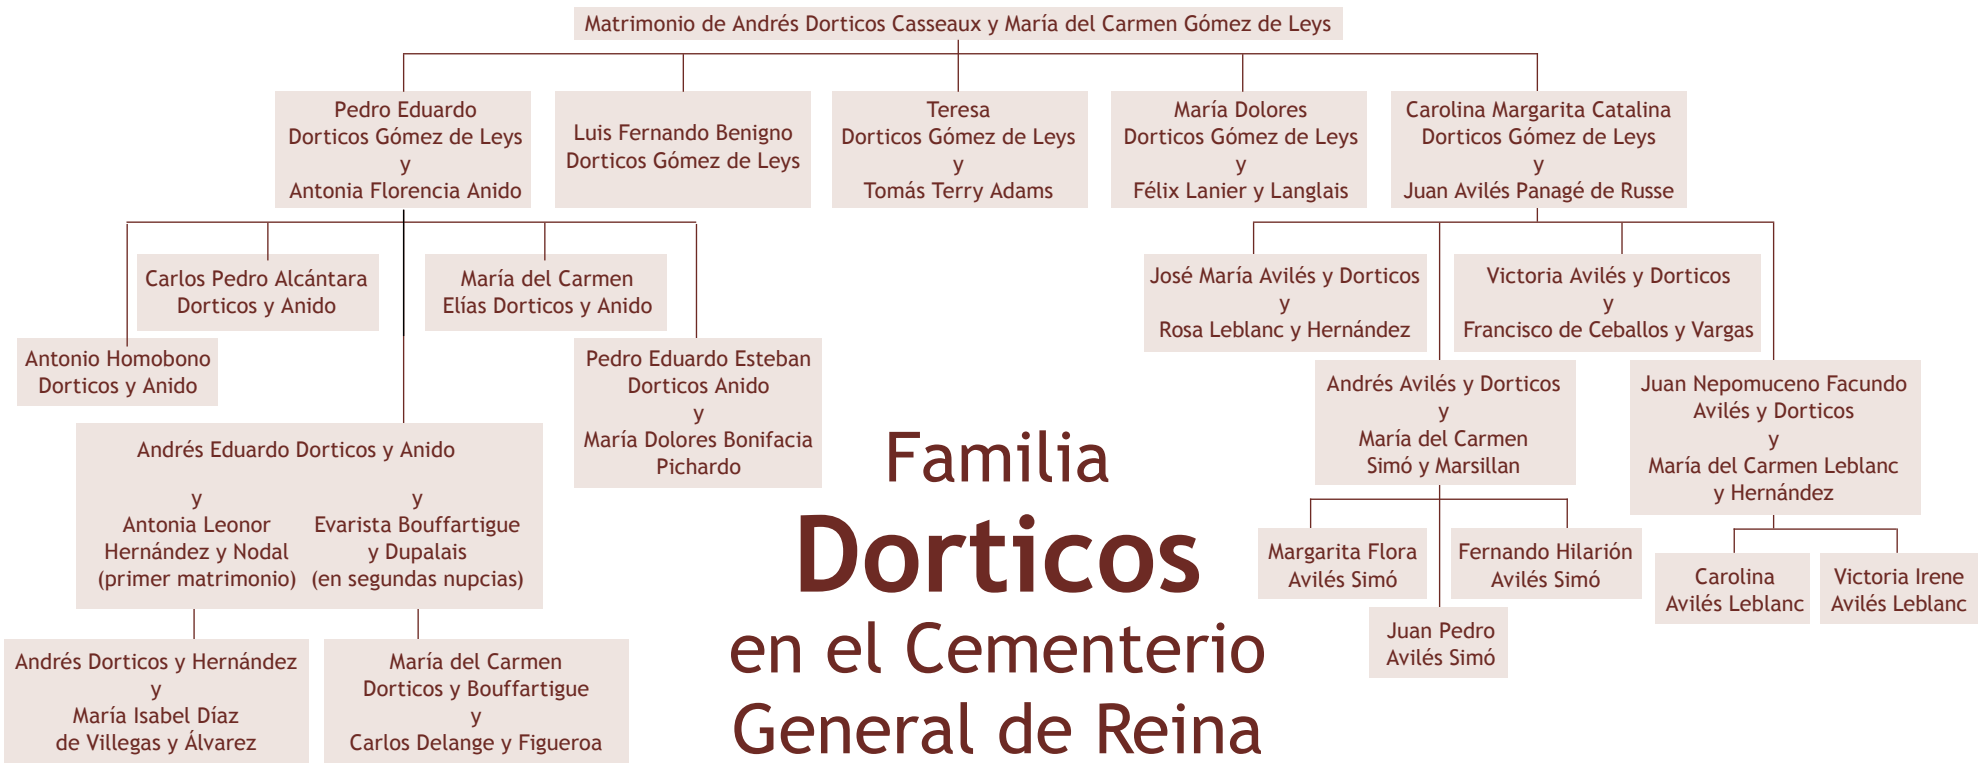 Matrimonio de Andrés Dorticos Casseaux y María del Carmen Gómez de Leys
Pedro Eduardo
Dorticos Gómez de Leys
y
Antonia Florencia Anido
Luis Fernando Benigno
Dorticos Gómez de Leys
Teresa
Dorticos Gómez de Leys
y
Tomás Terry Adams
María Dolores
Dorticos Gómez de Leys
y
Félix Lanier y Langlais
Carolina Margarita Catalina
Dorticos Gómez de Leys
y
Juan Avilés Panagé de Russe
Carlos Pedro Alcántara
Dorticos y Anido
María del Carmen
Elías Dorticos y Anido
Antonio Homobono
Dorticos y Anido
Pedro Eduardo Esteban
Dorticos Anido
y
María Dolores Bonifacia
Pichardo
Andrés Eduardo Dorticos y Anido
y
Antonia Leonor
Hernández y Nodal
(primer matrimonio)
y
Evarista Bouffartigue
y Dupalais
(en segundas nupcias)
Andrés Dorticos y Hernández
y
María Isabel Díaz
de Villegas y Álvarez
María del Carmen
Dorticos y Bouffartigue
y
Carlos Delange y Figueroa
José María Avilés y Dorticos
y
Rosa Leblanc y Hernández
Victoria Avilés y Dorticos
y
Francisco de Ceballos y Vargas
Andrés Avilés y Dorticos
y
María del Carmen
Simó y Marsillan
Juan Nepomuceno Facundo
Avilés y Dorticos
y
María del Carmen Leblanc
y Hernández
Margarita Flora
Avilés Simó
Fernando Hilarión
Avilés Simó
Juan Pedro
Avilés Simó
Carolina
Avilés Leblanc
Victoria Irene
Avilés Leblanc
Familia
Dorticos
en el Cementerio
General de Reina